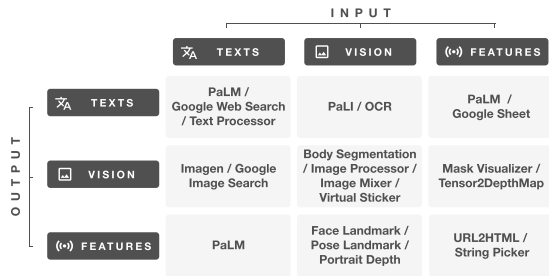 INPUT
TEXTS
VISION
FEATURES
OUTPUT
TEXTS
PaLM /
Google Web Search
/ Text Processor
PaLI / OCR
PaLM /
Google Sheet
VISION
Imagen / Google
Image Search
Body Segmentation
/ Image Processor /
Image Mixer /
Virtual Sticker
Mask Visualizer /
Tensor2DepthMap
FEATURES
PaLM
Face Landmark /
Pose Landmark /
Portrait Depth
URL2HTML /
String Picker